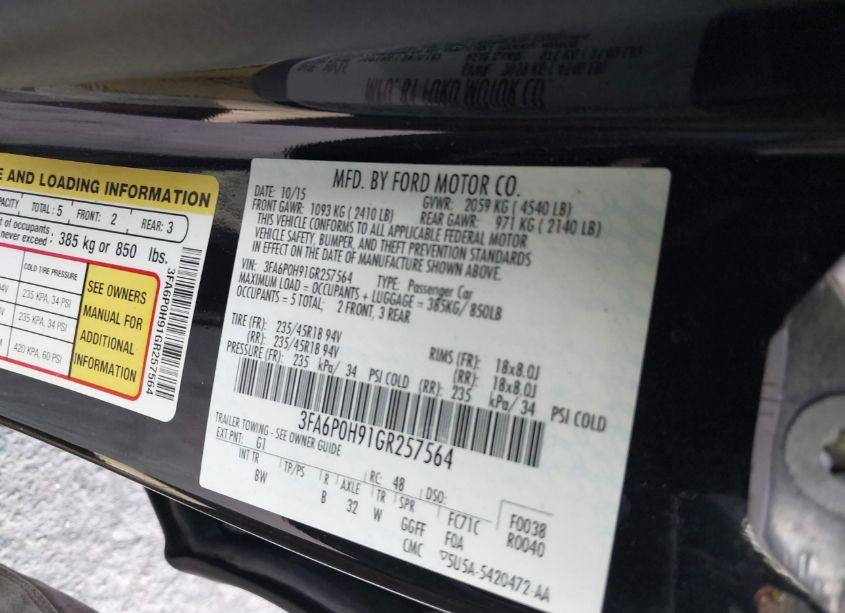 E AND LOADING INFORMATION
TOTAL : 5 FRONT: 2 REAR: 3
of occupants
never exceed: 385 kg or 850 lbs.
COLD TIRE PRESSURE
235 KPA, 34 PSI
235 KPA, 34 PSI
420 KPA, 60 PSI
SEE OWNERS
MANUAL FOR
ADDITIONAL
INFORMATION
3FA6P0H91GR257564
MFD. BY FORD MOTOR CO.
DATE: 10/15 GVWR: 2059 KG ( 4540 LB)
FRONT GAWR: 1093 KG ( 2410 LB) REAR GAWR: 971 KG ( 2140 LB)
THIS VEHICLE CONFORMS TO ALL APPLICABLE FEDERAL MOTOR
VEHICLE SAFETY, BUMPER, AND THEFT PREVENTION STANDARDS
IN EFFECT ON THE DATE OF MANUFACTURE SHOWN ABOVE.
VIN: 3FA6P0H91GR257564 TYPE: Passenger Car
MAXIMUM LOAD = OCCUPANTS + LUGGAGE = 385KG/ 850LB
OCCUPANTS = 5 TOTAL: 2 FRONT, 3 REAR
TIRE (FR): 235/45R18 94V RIMS (FR): 18x8.0J
(RR): 235/45R18 94V (RR): 18x8.0J
PRESSURE (FR): 235 kPa/ 34 PSI COLD (RR): 235 kPa/ 34 PSI COLD
3FA6P0H91GR257564
TRAILER TOWING - SEE OWNER GUIDE
EXT PNT: G1 RC: 48 DSO:
INT TR TP/PS R AXLE TR SPR FC71C F0038
BW B 32 W GGFF F0A R0040
CMC 5U5A-5420472-AA